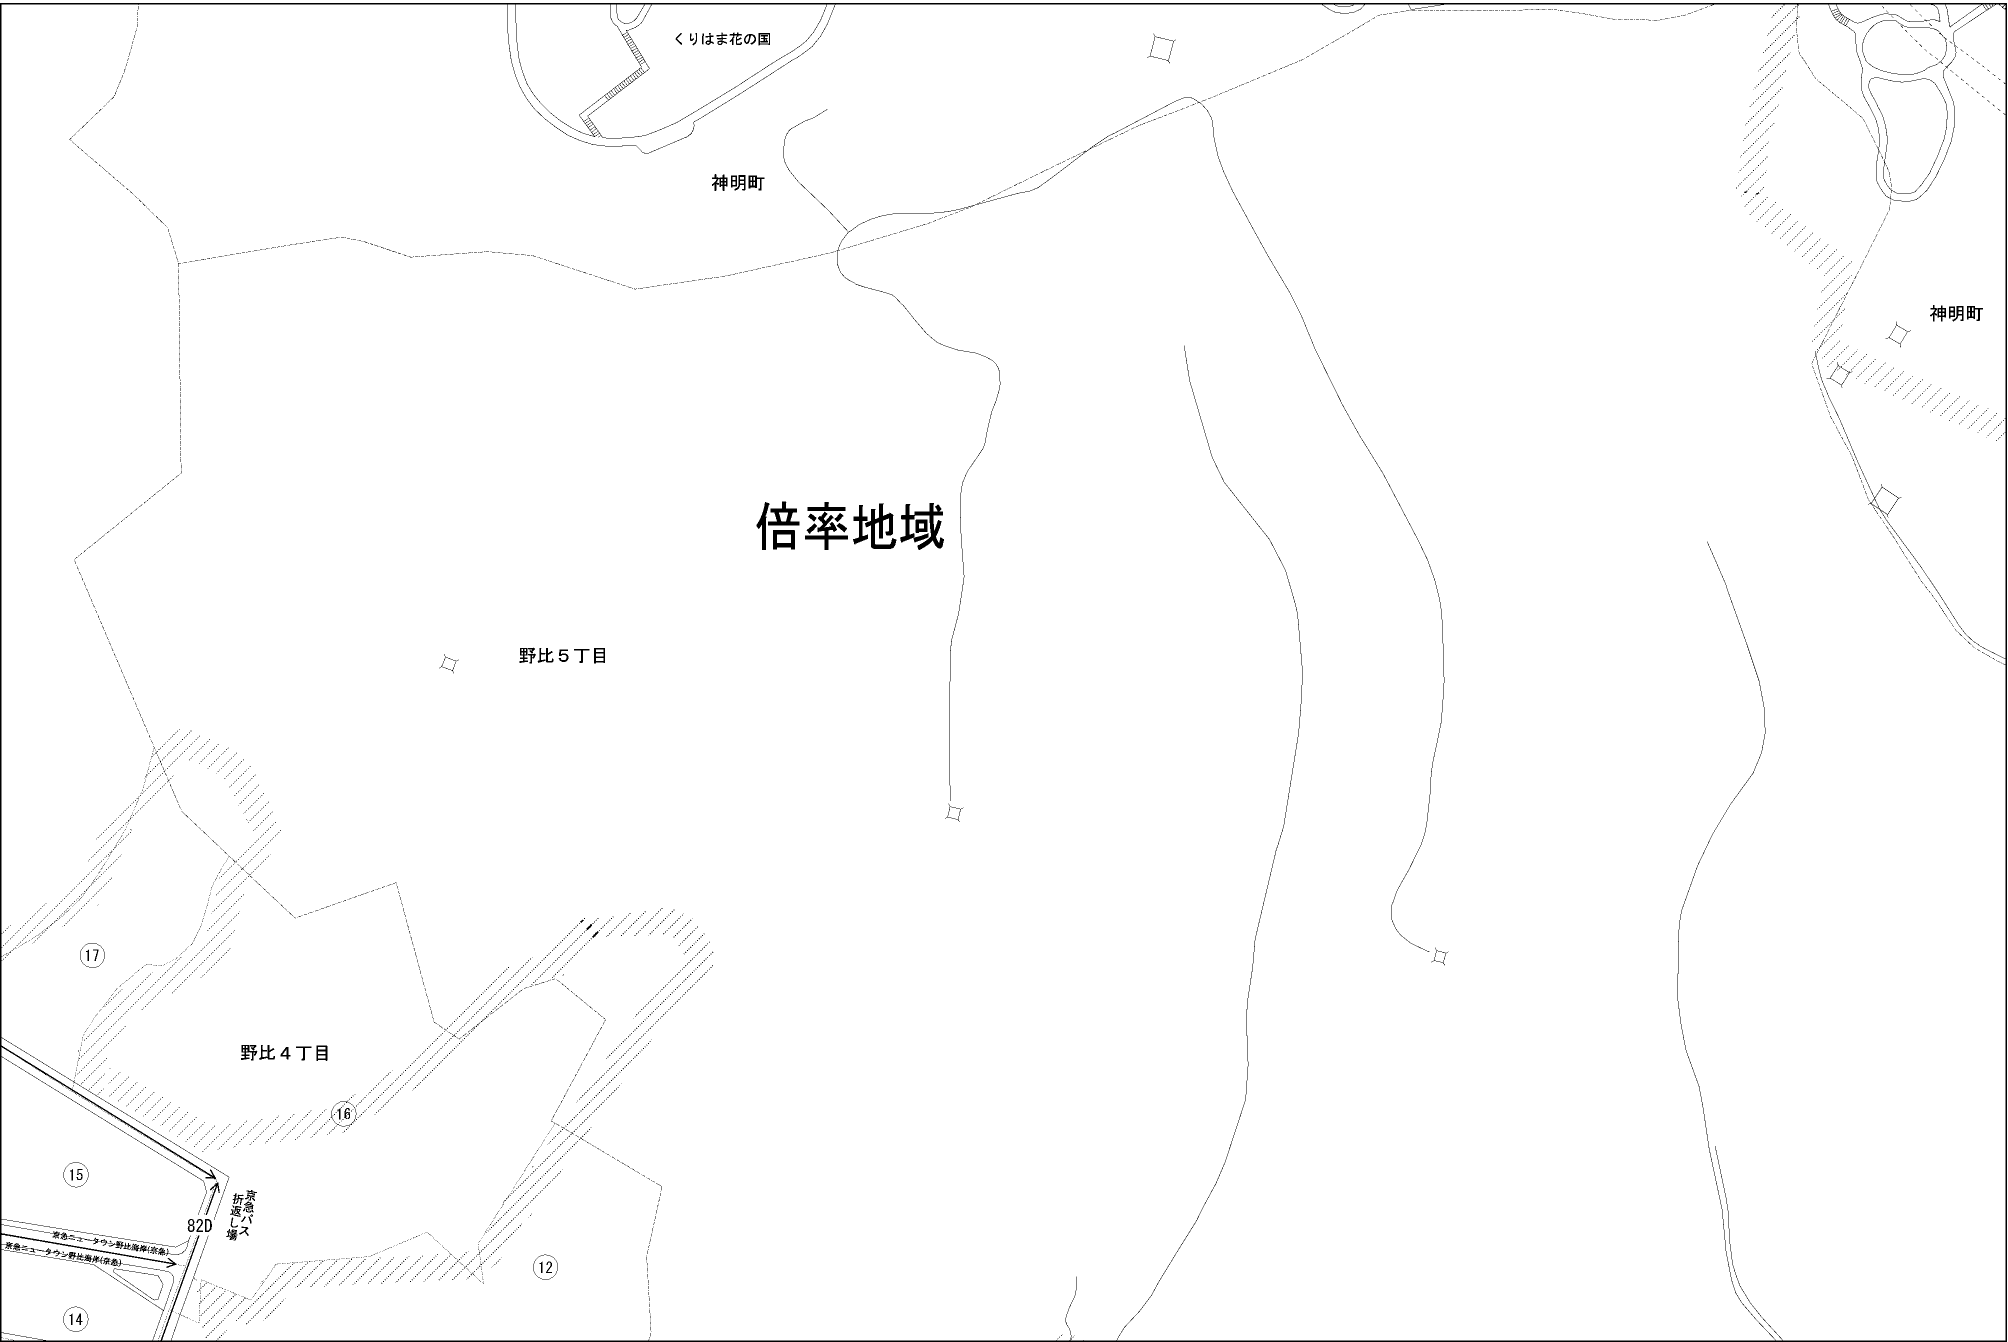 くりはま花の国
神明町
神明町
倍率地域
野比５丁目
17
野比４丁目
16
15
京急バス
折返し場
82D
京急ニュータウン野比海岸(京急)
京急ニュータウン野比海岸(京急)
12
14